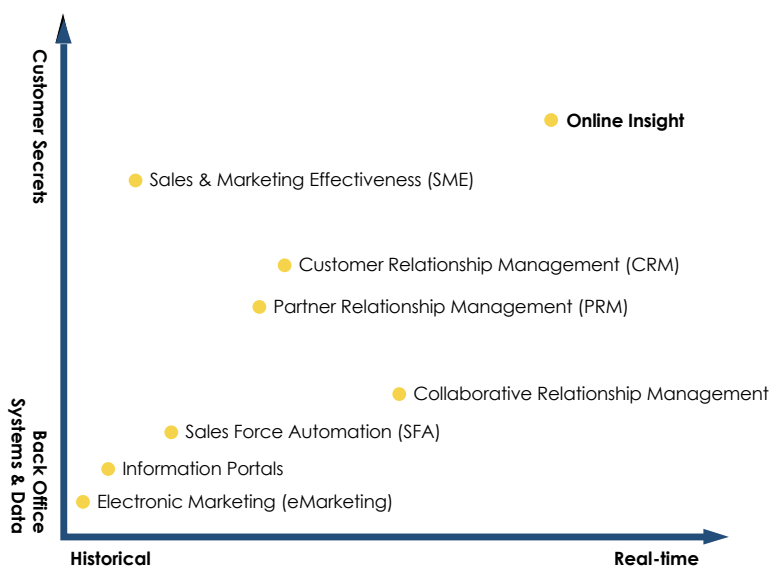 Customer Secrets
Online Insight
Sales & Marketing Effectiveness (SME)
Customer Relationship Management (CRM)
Partner Relationship Management (PRM)
Collaborative Relationship Management
Back Office
Systems & Data
Sales Force Automation (SFA)
Information Portals
Electronic Marketing (eMarketing)
Historical
Real-time